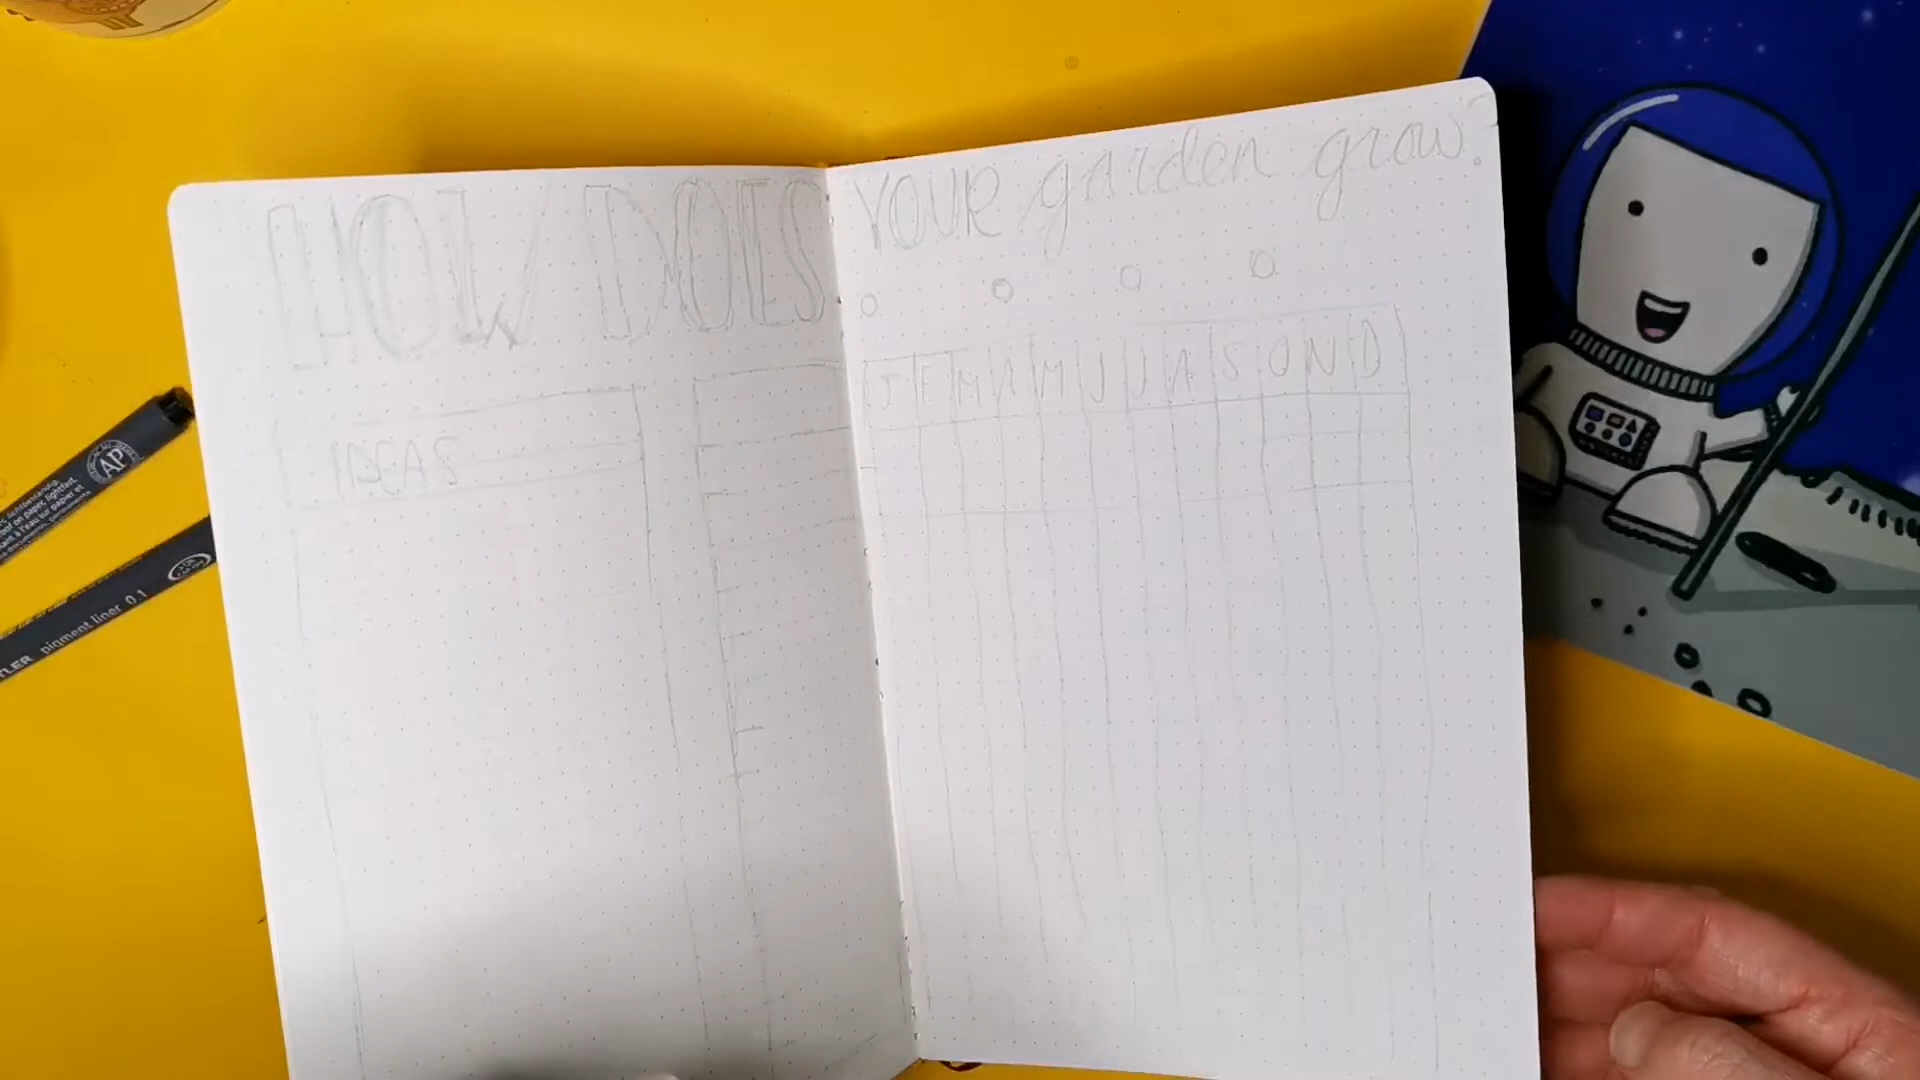 HOW DOES YOUR garden grow?
IDEAS
J F M A M J J A S O N D
AP
pigment liner 0.1